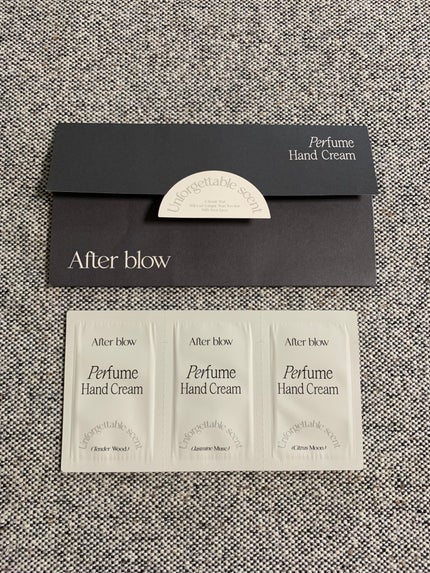 Perfume
Hand Cream
Unforgettable scent
After blow
After blow
Perfume
Hand Cream
Unforgettable scent
(Tender Wood)
After blow
Perfume
Hand Cream
Unforgettable scent
(Jasmine Musc)
After blow
Perfume
Hand Cream
Unforgettable scent
(Citrus Moon)